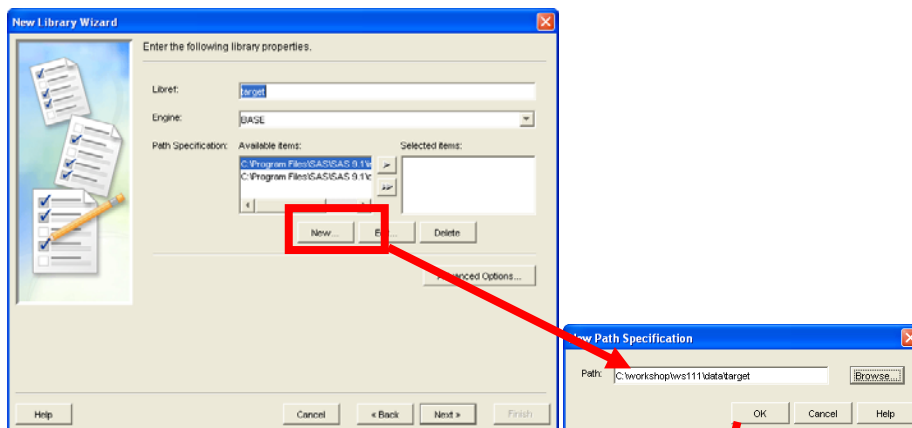 New Library Wizard
Enter the following library properties.
Libref: target
Engine: BASE
Path Specification: Available items: Selected items:
C:\Program Files\SAS\SAS 9.1\
C:\Program Files\SAS\SAS 9.1\c
New... Delete
Advanced Options...
Help Cancel < Back Next > Finish
New Path Specification
Path: C:\workshop\ws111\data\target Browse...
OK Cancel Help